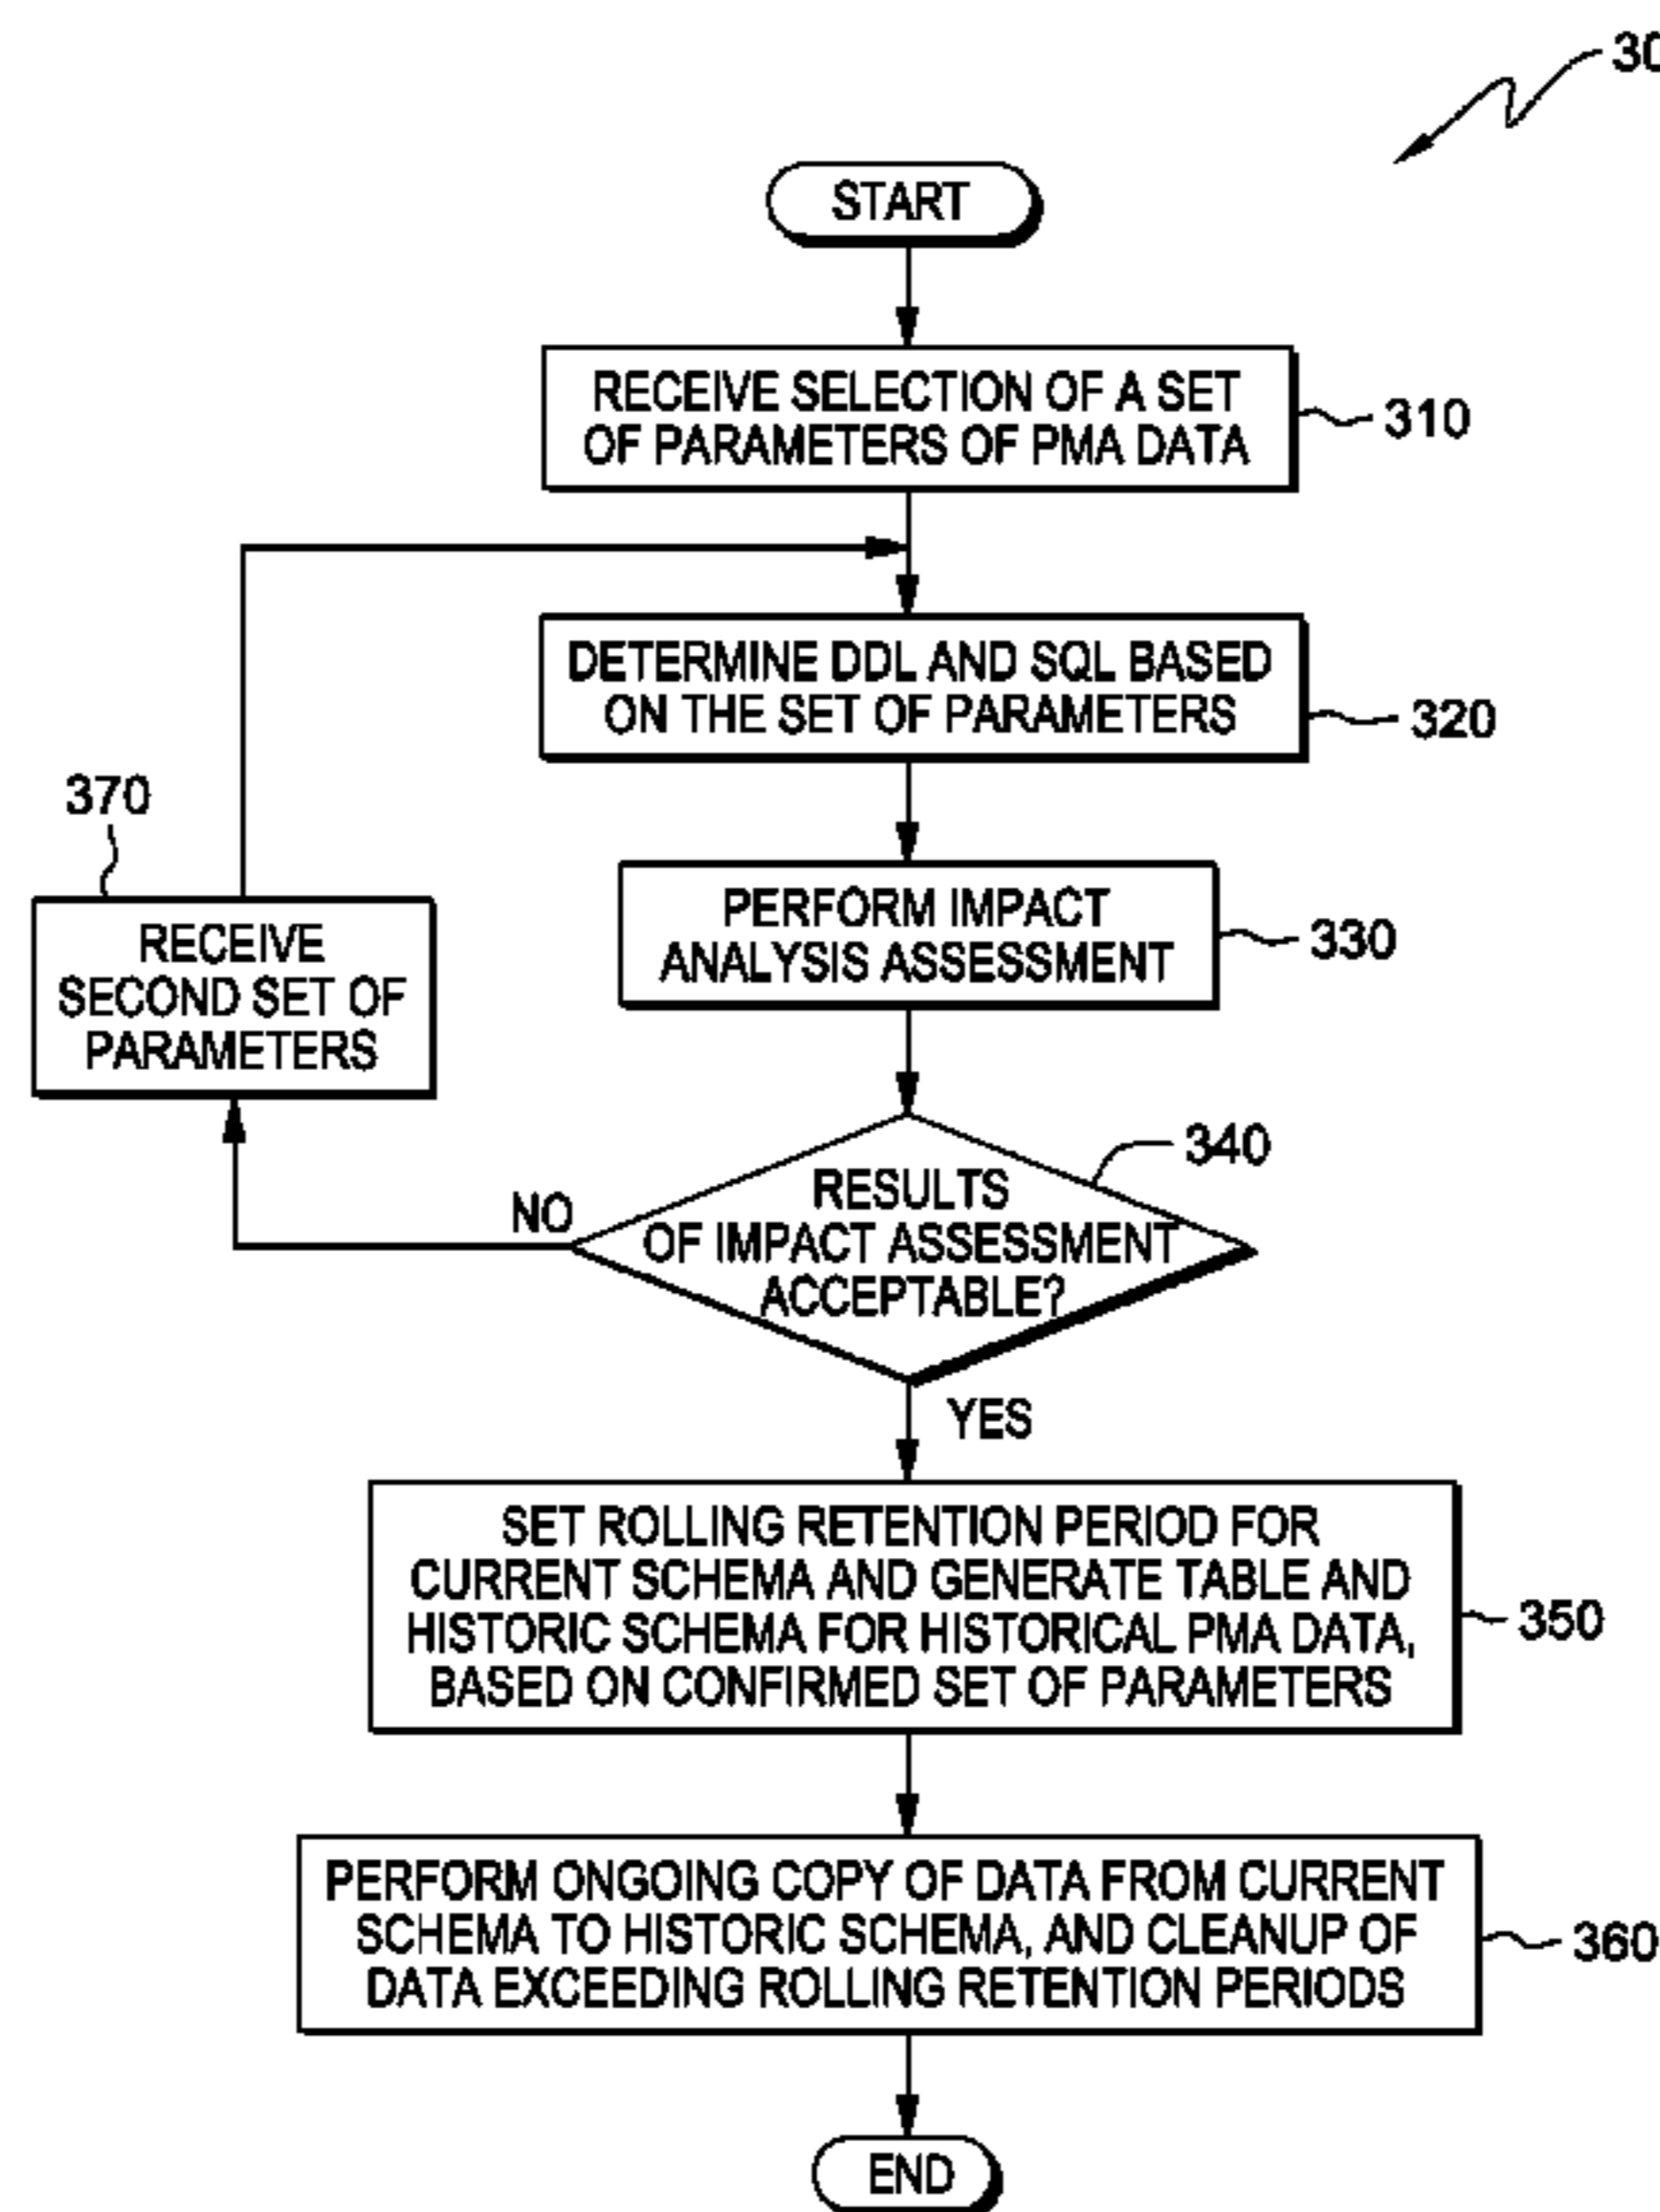 START
RECEIVE SELECTION OF A SET
OF PARAMETERS OF PMA DATA
310
DETERMINE DDL AND SQL BASED
ON THE SET OF PARAMETERS
320
370
RECEIVE
SECOND SET OF
PARAMETERS
PERFORM IMPACT
ANALYSIS ASSESSMENT
330
340
RESULTS
OF IMPACT ASSESSMENT
ACCEPTABLE?
NO
YES
SET ROLLING RETENTION PERIOD FOR
CURRENT SCHEMA AND GENERATE TABLE AND
HISTORIC SCHEMA FOR HISTORICAL PMA DATA,
BASED ON CONFIRMED SET OF PARAMETERS
350
PERFORM ONGOING COPY OF DATA FROM CURRENT
SCHEMA TO HISTORIC SCHEMA, AND CLEANUP OF
DATA EXCEEDING ROLLING RETENTION PERIODS
360
END